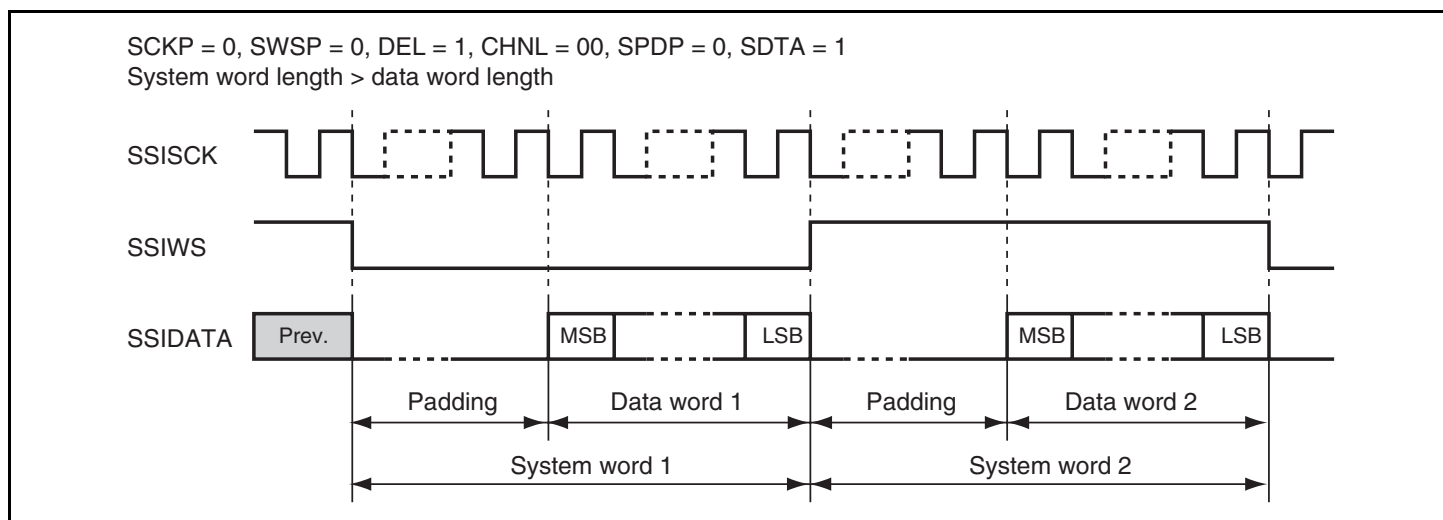 SCKP = 0, SWSP = 0, DEL = 1, CHNL = 00, SPDP = 0, SDTA = 1
System word length > data word length
SSISCK
SSIWS
SSIDATA
Prev.
MSB
LSB
MSB
LSB
Padding
Data word 1
Padding
Data word 2
System word 1
System word 2